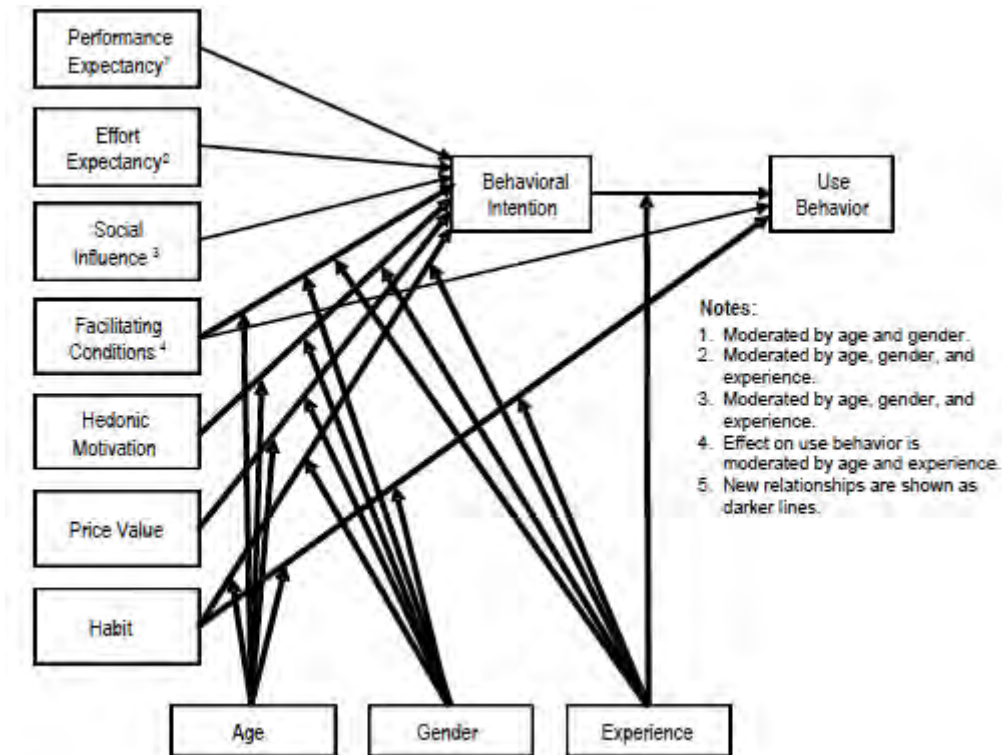 Performance
Expectancy¹
Effort
Expectancy²
Social
Influence ³
Facilitating
Conditions ⁴
Hedonic
Motivation
Price Value
Habit
Behavioral
Intention
Use
Behavior
Notes:
1. Moderated by age and gender.
2. Moderated by age, gender, and
experience.
3. Moderated by age, gender, and
experience.
4. Effect on use behavior is
moderated by age and experience.
5. New relationships are shown as
darker lines.
Age
Gender
Experience